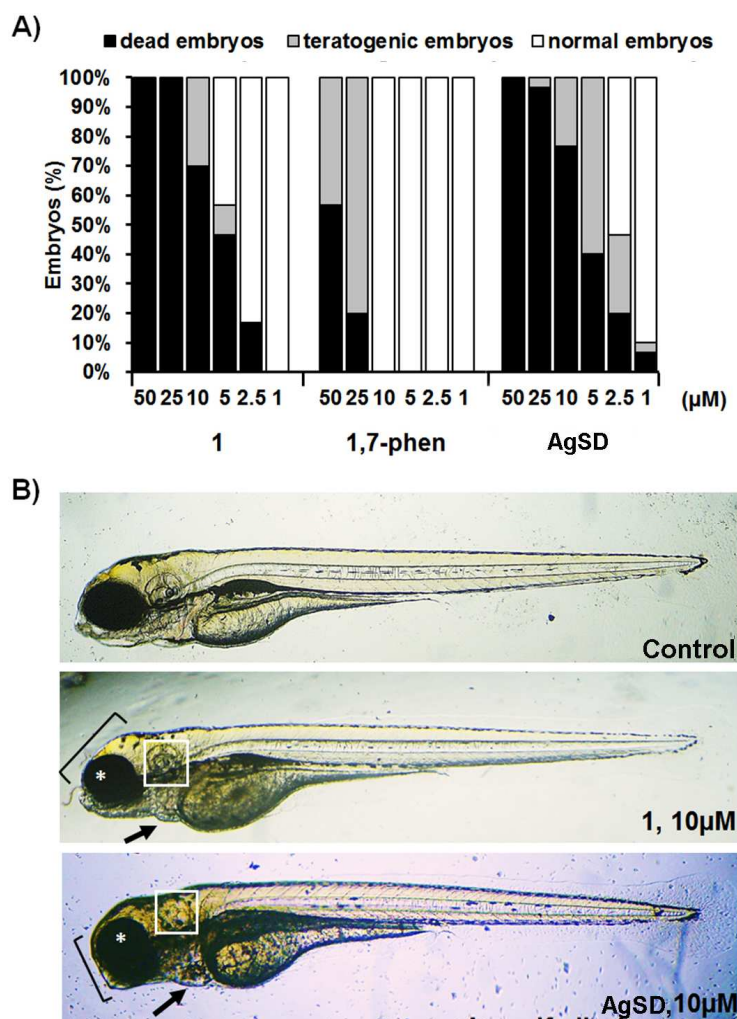 A)
■ dead embryos ■ teratogenic embryos □ normal embryos
100%
90%
80%
70%
60%
50%
40%
30%
20%
10%
0%
Embryos (%)
50 25 10 5 2.5 1 50 25 10 5 2.5 1 50 25 10 5 2.5 1 (µM)
1 1,7-phen AgSD
B)
Control
*
1, 10µM
*
AgSD, 10µM